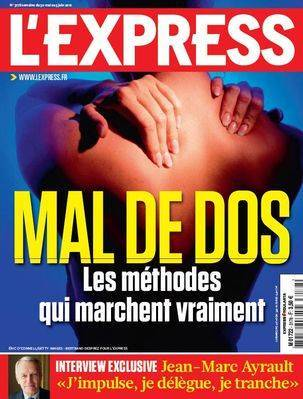 L'EXPRESS
WWW.LEXPRESS.FR
MAL DE DOS
Les méthodes
qui marchent vraiment
INTERVIEW EXCLUSIVE Jean-Marc Ayrault
«J'impulse, je délègue, je tranche»